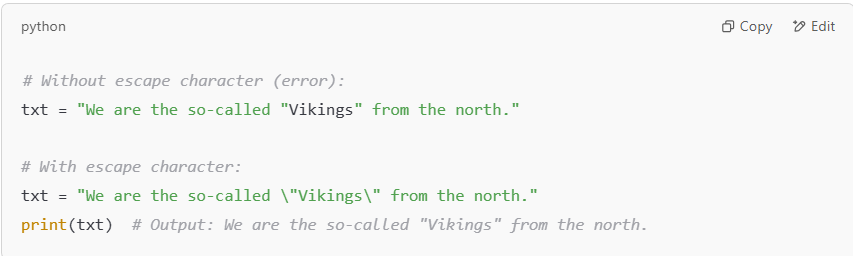 python
Copy
Edit
# Without escape character (error):
txt = "We are the so-called "Vikings" from the north."
# With escape character:
txt = "We are the so-called \"Vikings\" from the north."
print(txt)  # Output: We are the so-called "Vikings" from the north.